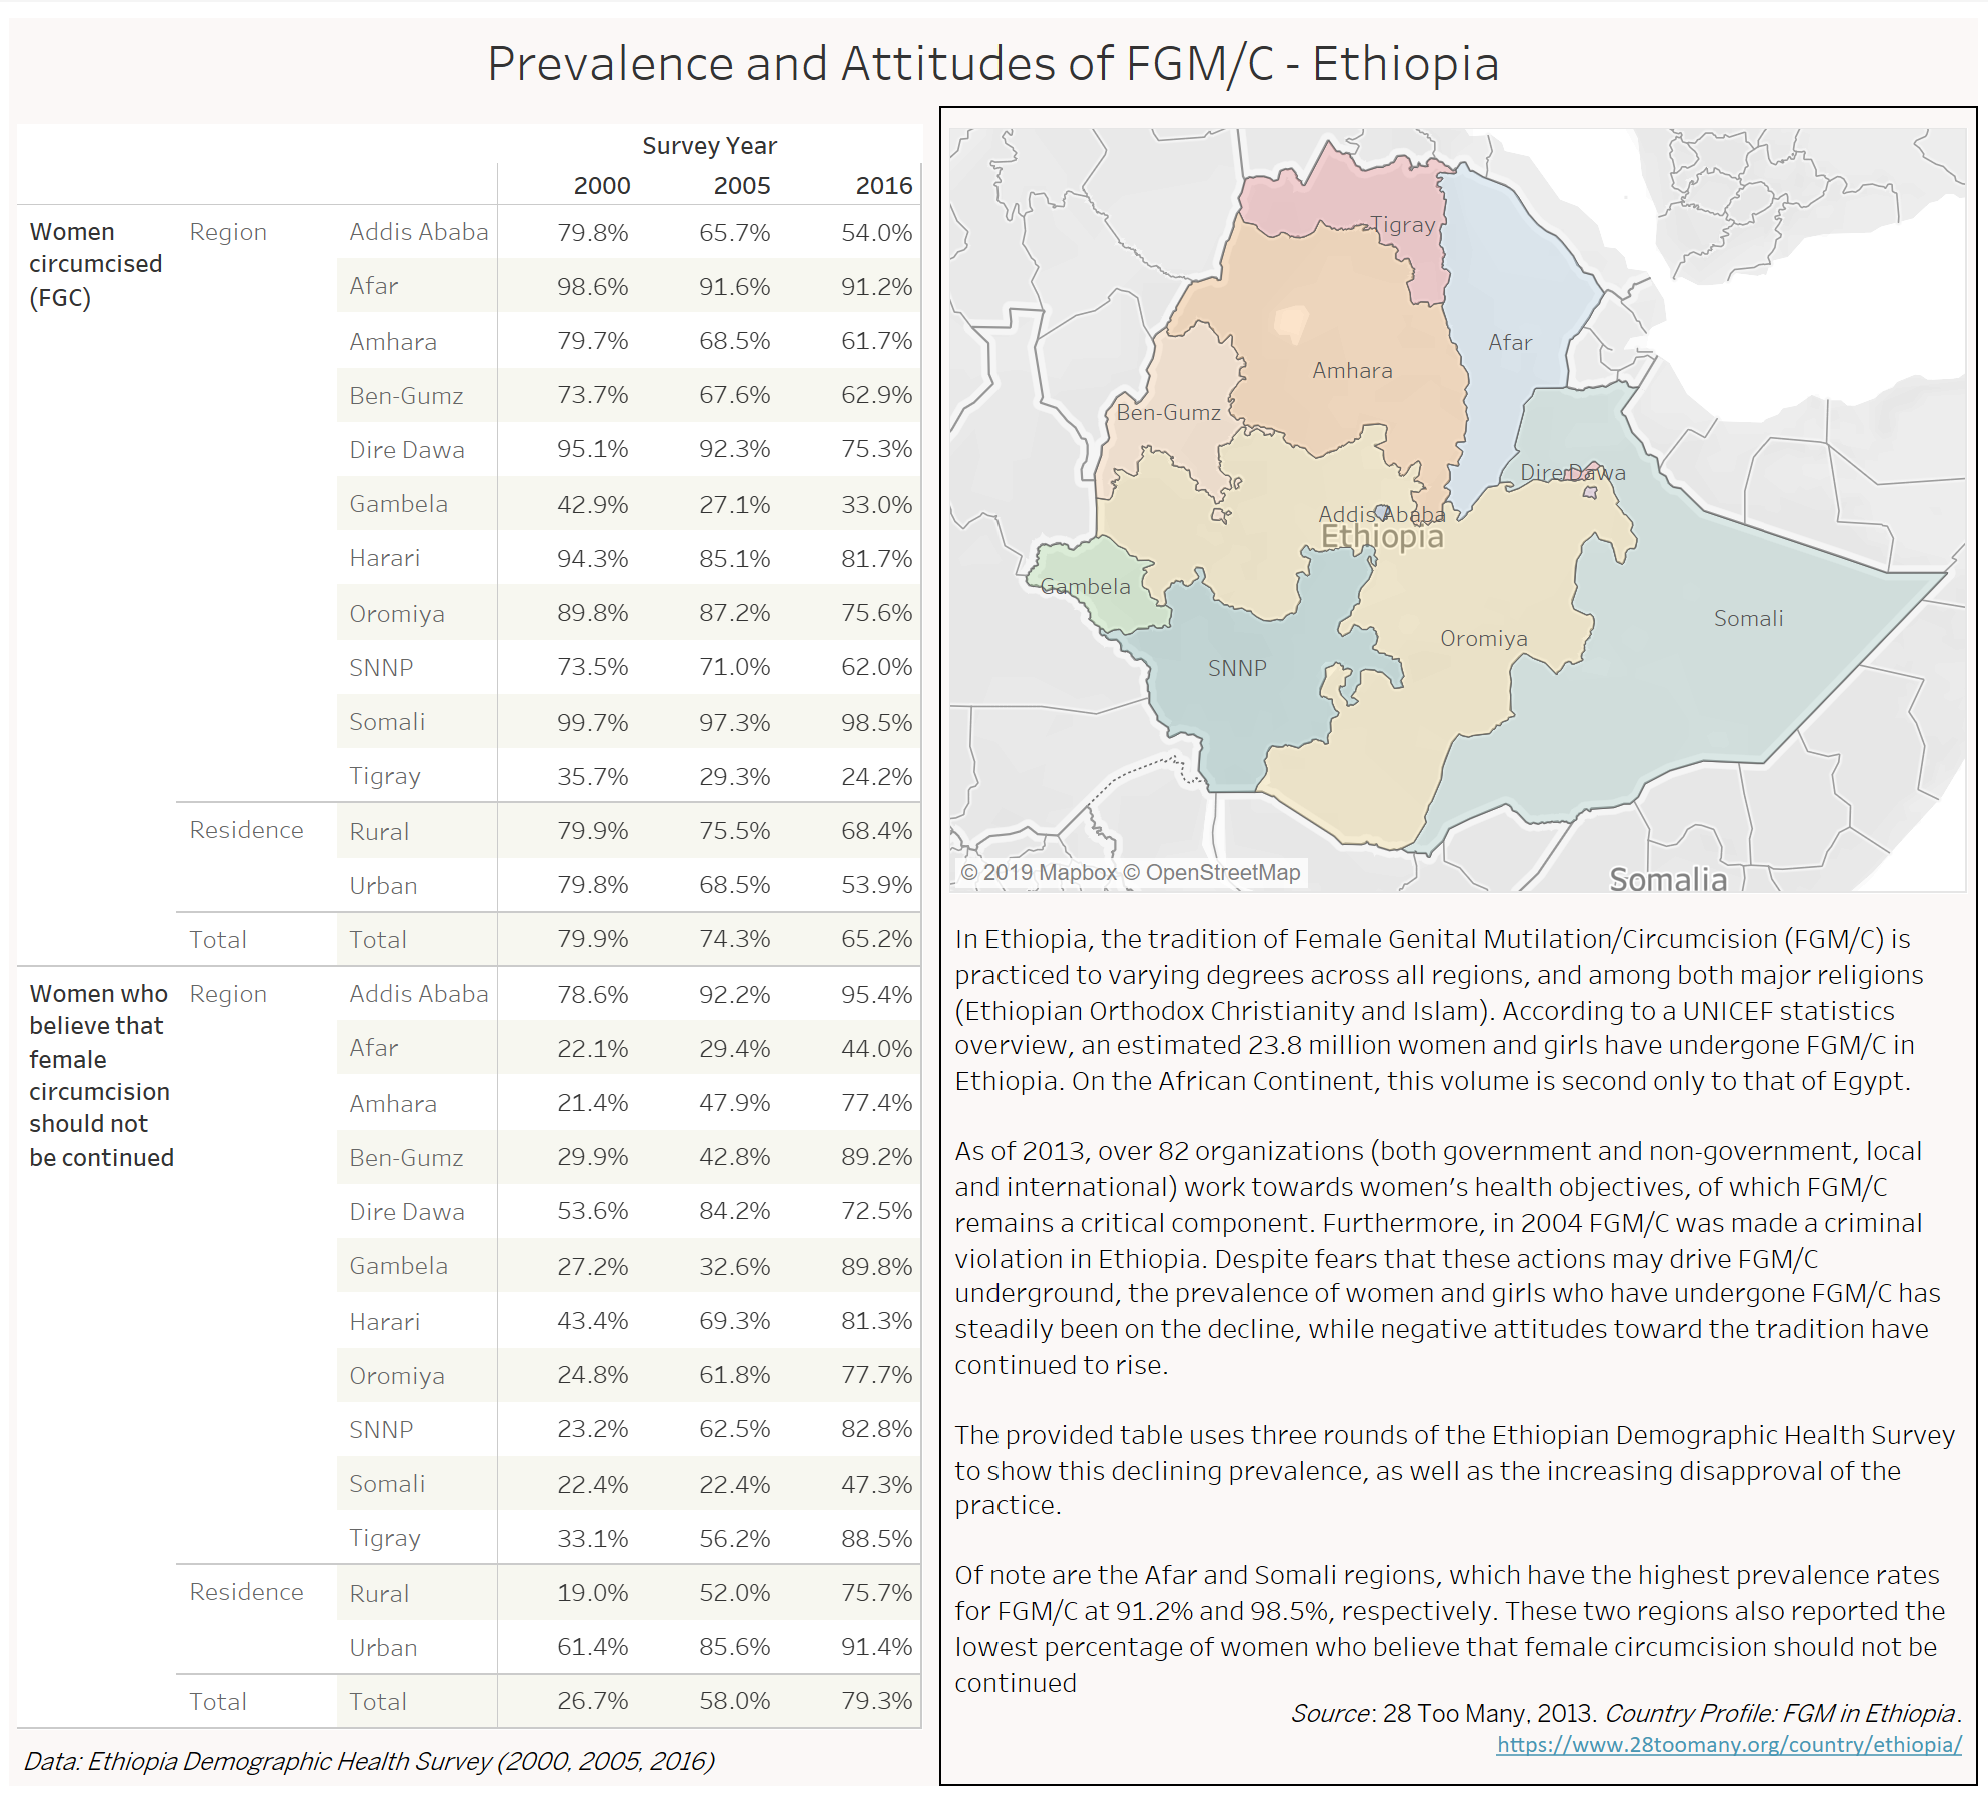 Prevalence and Attitudes of FGM/C - Ethiopia
Survey Year
2000 2005 2016
Women circumcised (FGC) Region Addis Ababa 79.8% 65.7% 54.0%
Afar 98.6% 91.6% 91.2%
Amhara 79.7% 68.5% 61.7%
Ben-Gumz 73.7% 67.6% 62.9%
Dire Dawa 95.1% 92.3% 75.3%
Gambela 42.9% 27.1% 33.0%
Harari 94.3% 85.1% 81.7%
Oromiya 89.8% 87.2% 75.6%
SNNP 73.5% 71.0% 62.0%
Somali 99.7% 97.3% 98.5%
Tigray 35.7% 29.3% 24.2%
Residence Rural 79.9% 75.5% 68.4%
Urban 79.8% 68.5% 53.9%
Total Total 79.9% 74.3% 65.2%
Women who believe that female circumcision should not be continued Region Addis Ababa 78.6% 92.2% 95.4%
Afar 22.1% 29.4% 44.0%
Amhara 21.4% 47.9% 77.4%
Ben-Gumz 29.9% 42.8% 89.2%
Dire Dawa 53.6% 84.2% 72.5%
Gambela 27.2% 32.6% 89.8%
Harari 43.4% 69.3% 81.3%
Oromiya 24.8% 61.8% 77.7%
SNNP 23.2% 62.5% 82.8%
Somali 22.4% 22.4% 47.3%
Tigray 33.1% 56.2% 88.5%
Residence Rural 19.0% 52.0% 75.7%
Urban 61.4% 85.6% 91.4%
Total Total 26.7% 58.0% 79.3%
Data: Ethiopia Demographic Health Survey (2000, 2005, 2016)
Tigray
Afar
Amhara
Ben-Gumz
Dire Dawa
Addis Ababa
Ethiopia
Gambela
Somali
Oromiya
SNNP
© 2019 Mapbox © OpenStreetMap
Somalia
In Ethiopia, the tradition of Female Genital Mutilation/Circumcision (FGM/C) is
practiced to varying degrees across all regions, and among both major religions
(Ethiopian Orthodox Christianity and Islam). According to a UNICEF statistics
overview, an estimated 23.8 million women and girls have undergone FGM/C in
Ethiopia. On the African Continent, this volume is second only to that of Egypt.
As of 2013, over 82 organizations (both government and non-government, local
and international) work towards women's health objectives, of which FGM/C
remains a critical component. Furthermore, in 2004 FGM/C was made a criminal
violation in Ethiopia. Despite fears that these actions may drive FGM/C
underground, the prevalence of women and girls who have undergone FGM/C has
steadily been on the decline, while negative attitudes toward the tradition have
continued to rise.
The provided table uses three rounds of the Ethiopian Demographic Health Survey
to show this declining prevalence, as well as the increasing disapproval of the
practice.
Of note are the Afar and Somali regions, which have the highest prevalence rates
for FGM/C at 91.2% and 98.5%, respectively. These two regions also reported the
lowest percentage of women who believe that female circumcision should not be
continued
Source: 28 Too Many, 2013. Country Profile: FGM in Ethiopia.
https://www.28toomany.org/country/ethiopia/